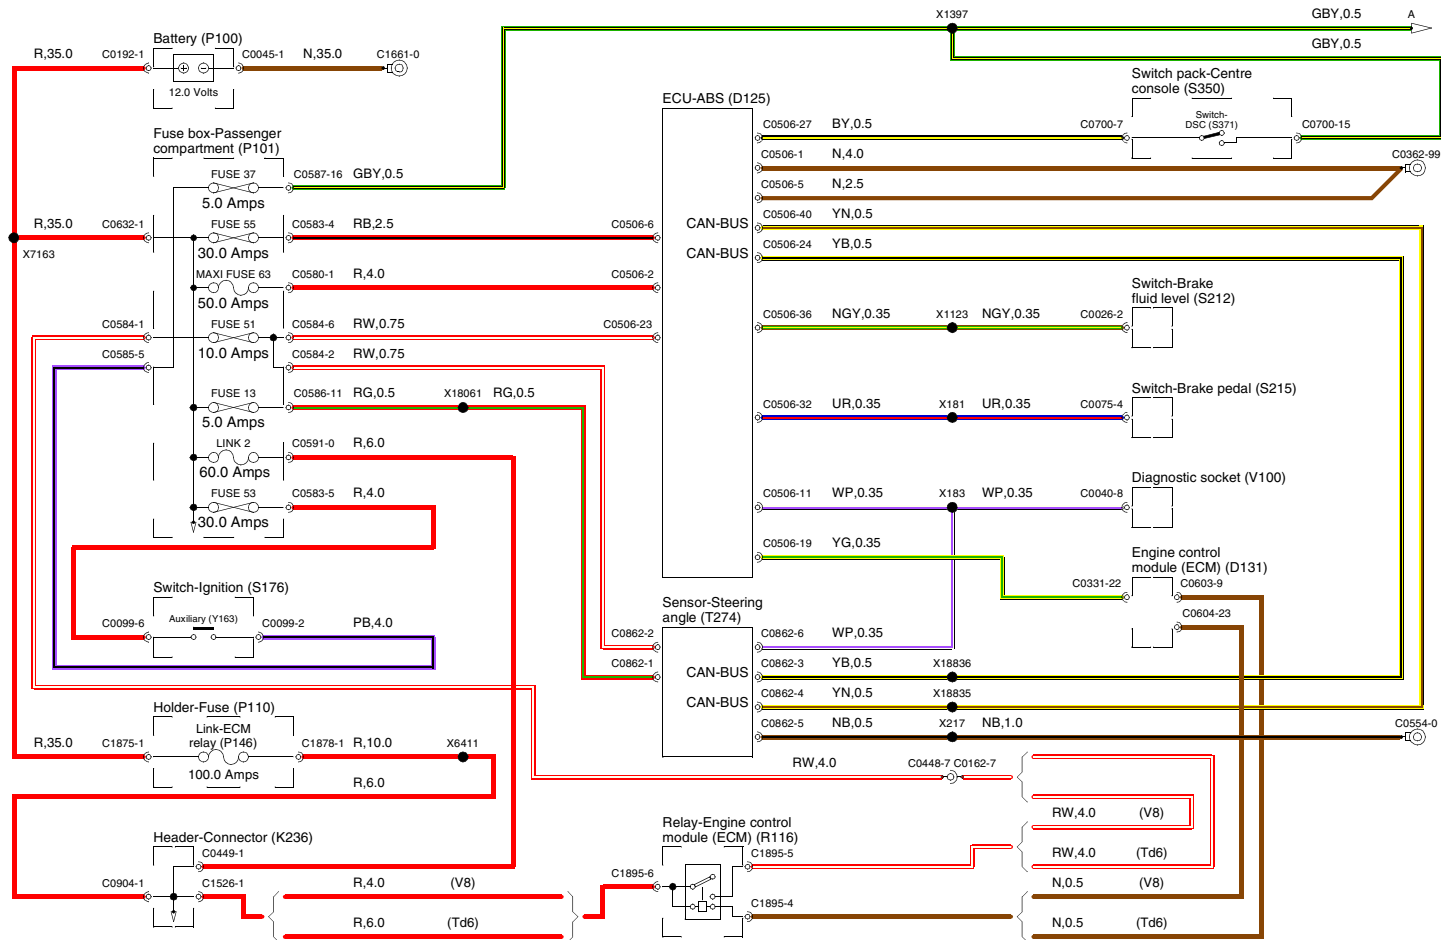 X1397
GBY,0.5
A
GBY,0.5
Battery (P100)
R,35.0
C0192-1
C0045-1
N,35.0
C1661-0
12.0 Volts
Switch pack-Centre
console (S350)
ECU-ABS (D125)
Switch-
DSC (S371)
C0506-27
BY,0.5
C0700-7
C0700-15
Fuse box-Passenger
compartment (P101)
C0506-1
N,4.0
C0362-99
FUSE 37
C0587-16
GBY,0.5
5.0 Amps
C0506-5
N,2.5
R,35.0
C0632-1
FUSE 55
C0583-4
RB,2.5
C0506-6
CAN-BUS
C0506-40
YN,0.5
30.0 Amps
X7163
CAN-BUS
C0506-24
YB,0.5
MAXI FUSE 63
C0580-1
R,4.0
C0506-2
50.0 Amps
Switch-Brake
fluid level (S212)
C0584-1
FUSE 51
C0584-6
RW,0.75
C0506-23
C0506-36
NGY,0.35
X1123
NGY,0.35
C0026-2
C0585-5
10.0 Amps
C0584-2
RW,0.75
FUSE 13
C0586-11
RG,0.5
X18061
RG,0.5
5.0 Amps
Switch-Brake pedal (S215)
C0506-32
UR,0.35
X181
UR,0.35
C0075-4
LINK 2
C0591-0
R,6.0
60.0 Amps
FUSE 53
C0583-5
R,4.0
30.0 Amps
Diagnostic socket (V100)
C0506-11
WP,0.35
X183
WP,0.35
C0040-8
C0506-19
YG,0.35
Engine control
module (ECM) (D131)
C0331-22
C0603-9
C0604-23
Switch-Ignition (S176)
Auxiliary (Y163)
C0099-6
C0099-2
PB,4.0
Sensor-Steering
angle (T274)
C0862-2
C0862-6
WP,0.35
C0862-1
CAN-BUS
C0862-3
YB,0.5
X18836
CAN-BUS
C0862-4
YN,0.5
X18835
C0862-5
NB,0.5
X217
NB,1.0
C0554-0
Holder-Fuse (P110)
Link-ECM
relay (P146)
R,35.0
C1875-1
C1878-1
R,10.0
X6411
100.0 Amps
R,6.0
RW,4.0
C0448-7
C0162-7
RW,4.0
(V8)
RW,4.0
(Td6)
Header-Connector (K236)
C0449-1
C0904-1
C1526-1
R,4.0
(V8)
R,6.0
(Td6)
Relay-Engine control
module (ECM) (R116)
C1895-6
C1895-5
C1895-4
N,0.5
(V8)
N,0.5
(Td6)